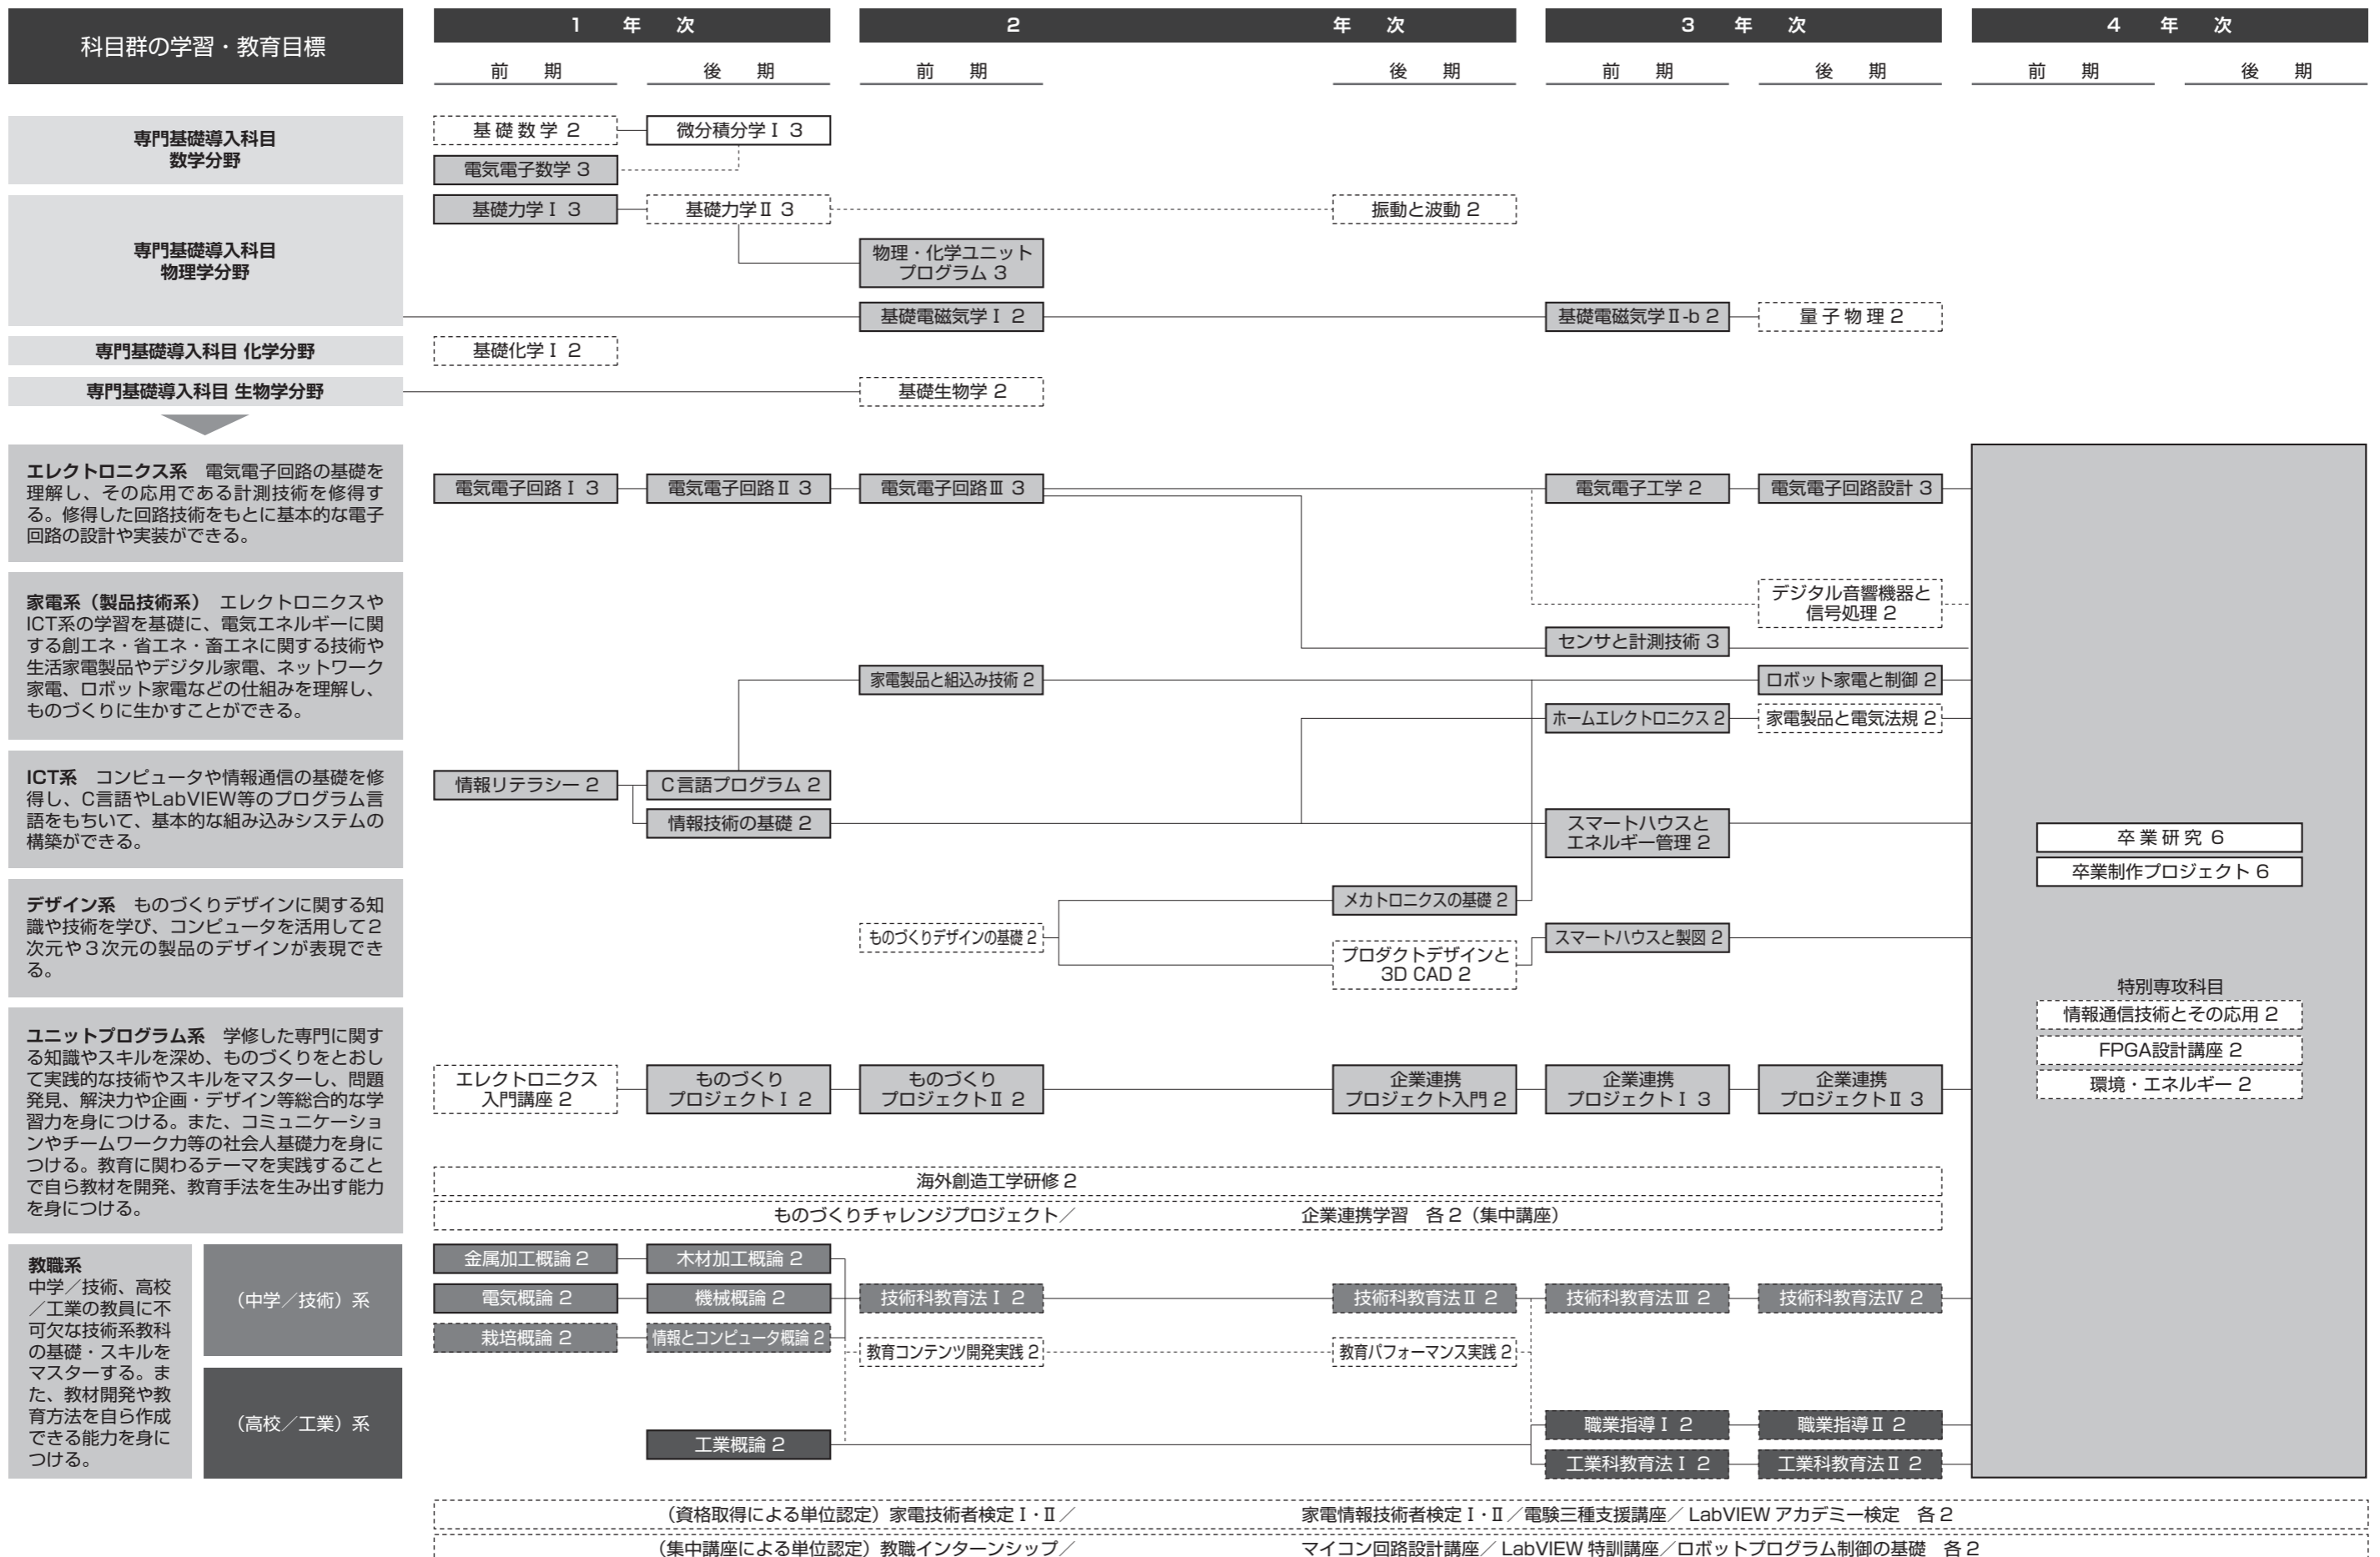 科目群の学習・教育目標
1 年 次
2 年 次
3 年 次
4 年 次
前 期
後 期
前 期
後 期
前 期
後 期
前 期
後 期
専門基礎導入科目
数学分野
基礎数学 2
微分積分学Ⅰ 3
電気電子数学 3
専門基礎導入科目
物理学分野
基礎力学Ⅰ 3
基礎力学Ⅱ 3
振動と波動 2
物理・化学ユニット
プログラム 3
基礎電磁気学Ⅰ 2
基礎電磁気学Ⅱ-b 2
量子物理 2
専門基礎導入科目 化学分野
基礎化学Ⅰ 2
専門基礎導入科目 生物学分野
基礎生物学 2
エレクトロニクス系 電気電子回路の基礎を
理解し、その応用である計測技術を修得す
る。修得した回路技術をもとに基本的な電子
回路の設計や実装ができる。
電気電子回路Ⅰ 3
電気電子回路Ⅱ 3
電気電子回路Ⅲ 3
電気電子工学 2
電気電子回路設計 3
家電系（製品技術系） エレクトロニクスや
ICT系の学習を基礎に、電気エネルギーに関
する創エネ・省エネ・畜エネに関する技術や
生活家電製品やデジタル家電、ネットワーク
家電、ロボット家電などの仕組みを理解し、
ものづくりに生かすことができる。
デジタル音響機器と
信号処理 2
センサと計測技術 3
家電製品と組込み技術 2
ロボット家電と制御 2
ホームエレクトロニクス 2
家電製品と電気法規 2
ICT系 コンピュータや情報通信の基礎を修
得し、C言語やLabVIEW等のプログラム言
語をもちいて、基本的な組み込みシステムの
構築ができる。
情報リテラシー 2
C言語プログラム 2
情報技術の基礎 2
スマートハウスと
エネルギー管理 2
卒業研究 6
卒業制作プロジェクト 6
デザイン系 ものづくりデザインに関する知
識や技術を学び、コンピュータを活用して2
次元や3次元の製品のデザインが表現でき
る。
メカトロニクスの基礎 2
ものづくりデザインの基礎 2
プロダクトデザインと
3D CAD 2
スマートハウスと製図 2
特別専攻科目
情報通信技術とその応用 2
FPGA設計講座 2
環境・エネルギー 2
ユニットプログラム系 学修した専門に関す
る知識やスキルを深め、ものづくりをとおし
て実践的な技術やスキルをマスターし、問題
発見、解決力や企画・デザイン等総合的な学
習力を身につける。また、コミュニケーショ
ンやチームワーク力等の社会人基礎力を身に
つける。教育に関わるテーマを実践すること
で自ら教材を開発、教育手法を生み出す能力
を身につける。
エレクトロニクス
入門講座 2
ものづくり
プロジェクトⅠ 2
ものづくり
プロジェクトⅡ 2
企業連携
プロジェクト入門 2
企業連携
プロジェクトⅠ 3
企業連携
プロジェクトⅡ 3
海外創造工学研修 2
ものづくりチャレンジプロジェクト／ 企業連携学習 各2（集中講座）
教職系
中学／技術、高校
／工業の教員に不
可欠な技術系教科
の基礎・スキルを
マスターする。ま
た、教材開発や教
育方法を自ら作成
できる能力を身に
つける。
（中学／技術）系
（高校／工業）系
金属加工概論 2
木材加工概論 2
電気概論 2
機械概論 2
技術科教育法Ⅰ 2
技術科教育法Ⅱ 2
技術科教育法Ⅲ 2
技術科教育法Ⅳ 2
栽培概論 2
情報とコンピュータ概論 2
教育コンテンツ開発実践 2
教育パフォーマンス実践 2
工業概論 2
職業指導Ⅰ 2
職業指導Ⅱ 2
工業科教育法Ⅰ 2
工業科教育法Ⅱ 2
（資格取得による単位認定）家電技術者検定Ⅰ・Ⅱ／ 家電情報技術者検定Ⅰ・Ⅱ／電験三種支援講座／LabVIEWアカデミー検定 各2
（集中講座による単位認定）教職インターンシップ／ マイコン回路設計講座／LabVIEW特訓講座／ロボットプログラム制御の基礎 各2